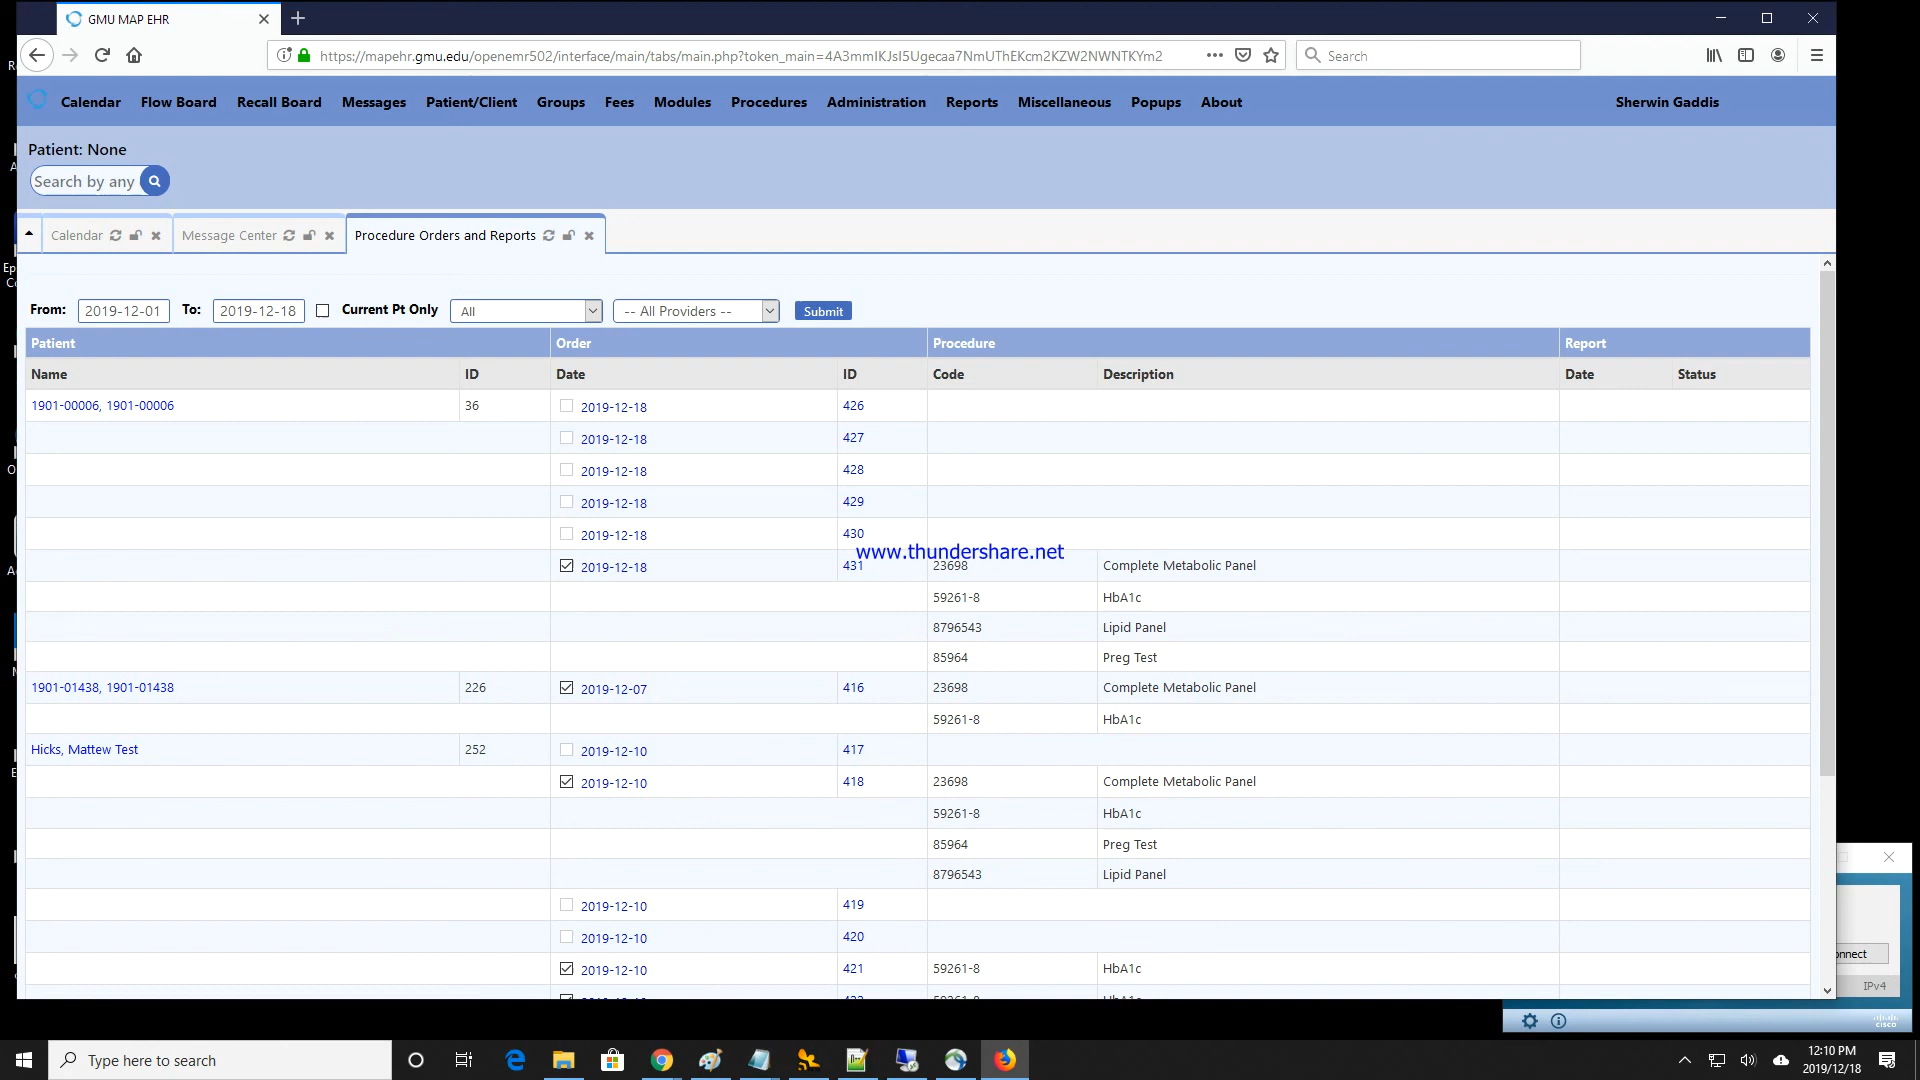 GMU MAP EHR
https://mapehr.gmu.edu/openemr502/interface/main/tabs/main.php?token_main=4A3mmIKJsI5Ugecaa7NmUThEKcm2KZW2NWNTKYm2
Search
Calendar Flow Board Recall Board Messages Patient/Client Groups Fees Modules Procedures Administration Reports Miscellaneous Popups About Sherwin Gaddis
Patient: None
Search by any
Calendar Message Center Procedure Orders and Reports
From: 2019-12-01 To: 2019-12-18 Current Pt Only All -- All Providers -- Submit
Patient Order Procedure Report
Name ID Date ID Code Description Date Status
1901-00006, 1901-00006 36 2019-12-18 426
2019-12-18 427
2019-12-18 428
2019-12-18 429
2019-12-18 430
www.thundershare.net
2019-12-18 431 23698 Complete Metabolic Panel
59261-8 HbA1c
8796543 Lipid Panel
85964 Preg Test
1901-01438, 1901-01438 226 2019-12-07 416 23698 Complete Metabolic Panel
59261-8 HbA1c
Hicks, Mattew Test 252 2019-12-10 417
2019-12-10 418 23698 Complete Metabolic Panel
59261-8 HbA1c
85964 Preg Test
8796543 Lipid Panel
2019-12-10 419
2019-12-10 420
2019-12-10 421 59261-8 HbA1c
onnect
IPv4
cisco
Type here to search
12:10 PM
2019/12/18